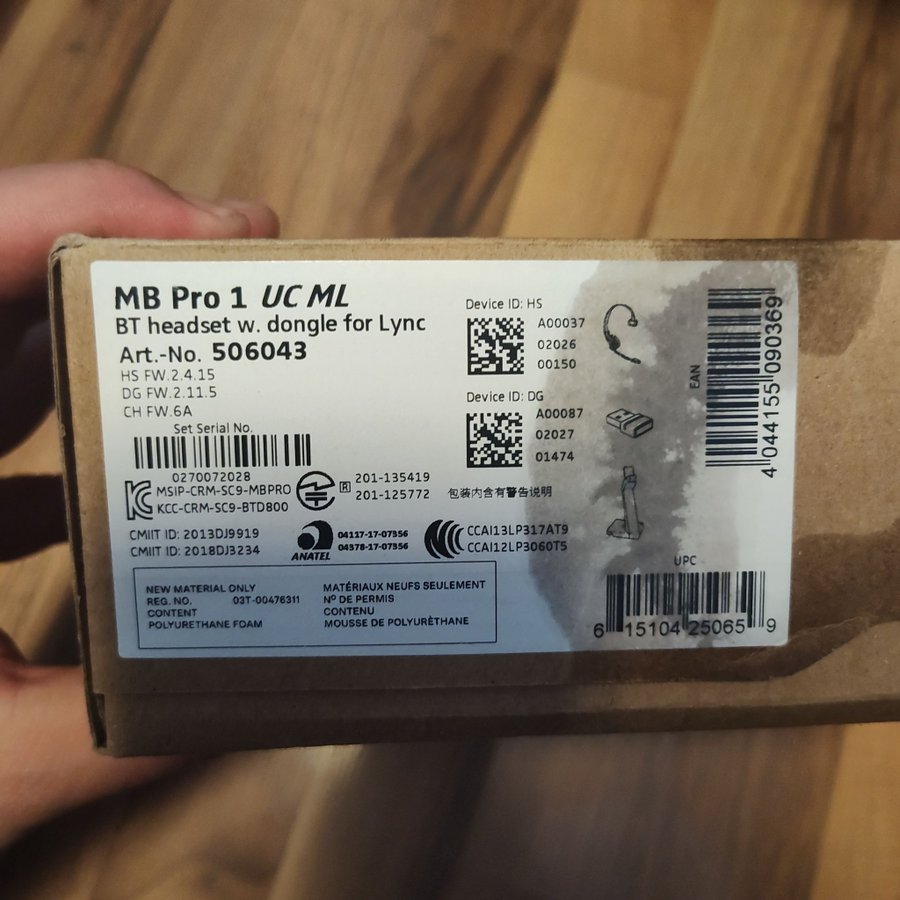 MB Pro 1 UC ML
BT headset w. dongle for Lync
Art.-No. 506043
HS FW.2.4.15
DG FW.2.11.5
CH FW.6A
Set Serial No.
0270072028
MSIP-CRM-SC9-MBPRO
KCC-CRM-SC9-BTD800
R 201-135419
201-125772
CMIIT ID: 2013DJ9919
CMIIT ID: 2018DJ3234
ANATEL
04117-17-07356
04378-17-07356
CCAI13LP317AT9
CCAI12LP3060T5
包装内含有警告说明
Device ID: HS
A00037
02026
00150
Device ID: DG
A00087
02027
01474
EAN
4 044155 090369
UPC
6 15104 25065 9
NEW MATERIAL ONLY
REG. NO. 03T-00476311
CONTENT
POLYURETHANE FOAM
MATÉRIAUX NEUFS SEULEMENT
Nº DE PERMIS
CONTENU
MOUSSE DE POLYURÈTHANE